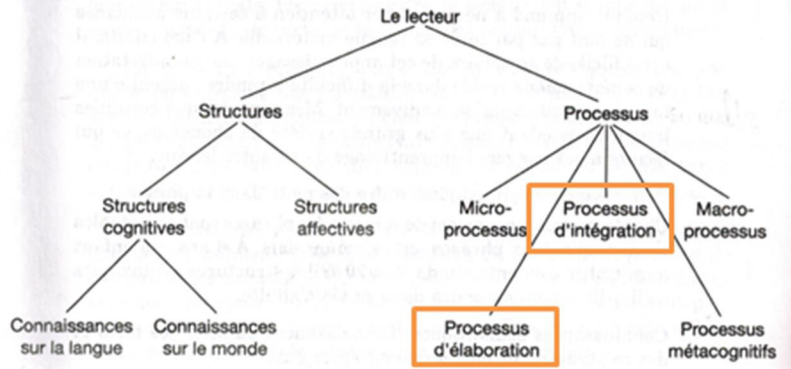 Le lecteur
Structures
Processus
Structures
cognitives
Structures
affectives
Micro-
processus
Processus
d'intégration
Macro-
processus
Connaissances
sur la langue
Connaissances
sur le monde
Processus
d'élaboration
Processus
métacognitifs